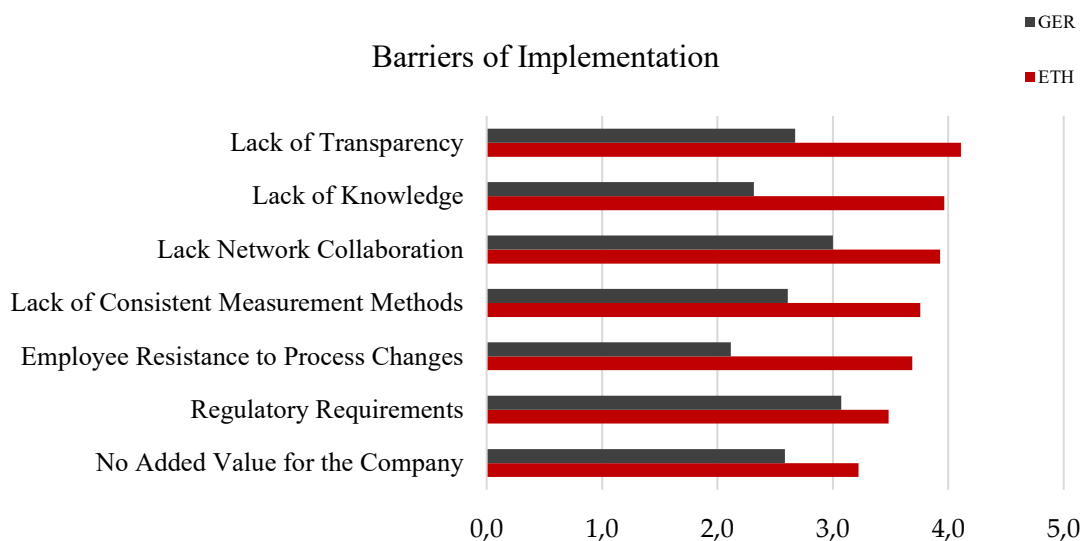 GER
Barriers of Implementation
ETH
Lack of Transparency
Lack of Knowledge
Lack Network Collaboration
Lack of Consistent Measurement Methods
Employee Resistance to Process Changes
Regulatory Requirements
No Added Value for the Company
0,0 1,0 2,0 3,0 4,0 5,0